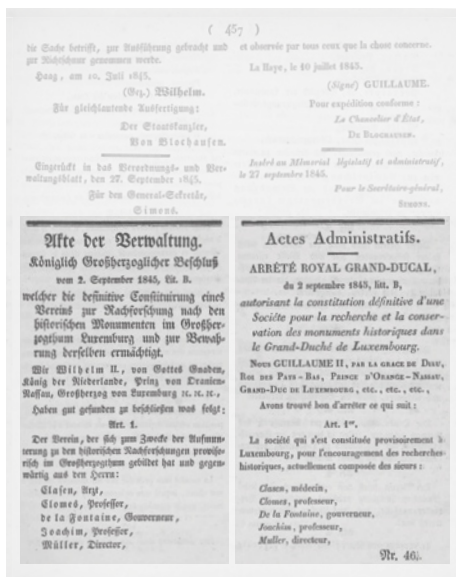 ( 457 )
die Sache betrifft, zur Ausführung gebracht und
zur Richtschnur genommen werde.
Haag, am 10. Juli 1845.
(Gez.) Wilhelm.
Für gleichlautende Ausfertigung:
Der Staatskanzler,
Von Blochausen.
Eingerückt in das Verordnungs- und Ver-
waltungsblatt, den 27. September 1845.
Für den General-Sekretär,
Simons.
et observée par tous ceux que la chose concerne.
La Haye, le 10 juillet 1845.
(Signé) GUILLAUME.
Pour expédition conforme :
Le Chancelier d'État,
De Blochausen.
Inséré au Mémorial législatif et administratif,
le 27 septembre 1845.
Pour le Secrétaire-général,
Simons.
Akte der Verwaltung.
Königlich Großherzoglicher Beschluß
vom 2. September 1845, Lit. B.
welcher die definitive Constituirung eines
Vereins zur Nachforschung nach den
historischen Monumenten im Großher-
zogthum Luxemburg und zur Bewah-
rung derselben ermächtigt.
Wir Wilhelm II., von Gottes Gnaden,
König der Niederlande, Prinz von Oranien-
Nassau, Großherzog von Luxemburg ꝛc. ꝛc. ꝛc.,
Haben gut gefunden zu beschließen was folgt:
Art. 1.
Der Verein, der sich zum Zwecke der Aufmun-
terung zu den historischen Nachforschungen proviso-
risch im Großherzogthum gebildet hat und gegen-
wärtig aus den Herren:
Clasen, Arzt,
Clomes, Professor,
de la Fontaine, Gouverneur,
Joachim, Professor,
Müller, Director,
Actes Administratifs.
ARRÊTÉ ROYAL GRAND-DUCAL,
du 2 septembre 1845, litt. B,
autorisant la constitution définitive d'une
Société pour la recherche et la conser-
vation des monuments historiques dans
le Grand-Duché de Luxembourg.
Nous GUILLAUME II, par la grace de Dieu,
Roi des Pays-Bas, Prince d'Orange-Nassau,
Grand-Duc de Luxembourg, etc., etc., etc.,
Avons trouvé bon d'arrêter ce qui suit :
Art. 1er.
La société qui s'est constituée provisoirement à
Luxembourg, pour l'encouragement des recherches
historiques, actuellement composée des sieurs :
Clasen, médecin,
Clomes, professeur,
De la Fontaine, gouverneur,
Joachim, professeur,
Muller, directeur,
Nr. 46.